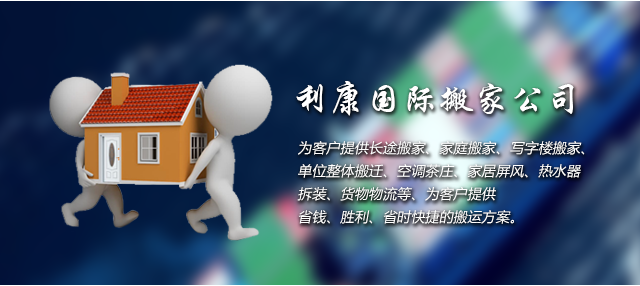 利康国际搬家公司
为客户提供长途搬家、家庭搬家、写字楼搬家、
单位整体搬迁、空调茶庄、家居屏风、热水器
拆装、货物物流等、为客户提供
省钱、胜利、省时快捷的搬运方案。